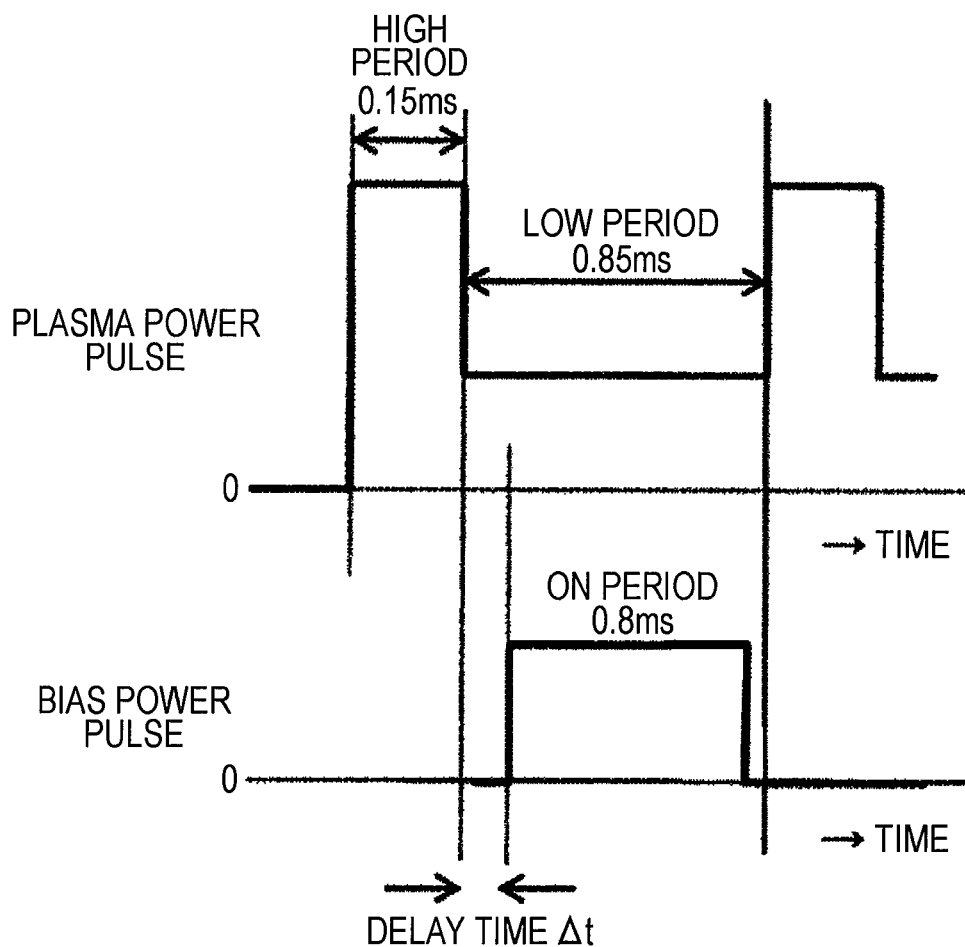 HIGH
PERIOD
0.15ms
LOW PERIOD
0.85ms
PLASMA POWER
PULSE
0
→ TIME
ON PERIOD
0.8ms
BIAS POWER
PULSE
0
→ TIME
DELAY TIME Δt